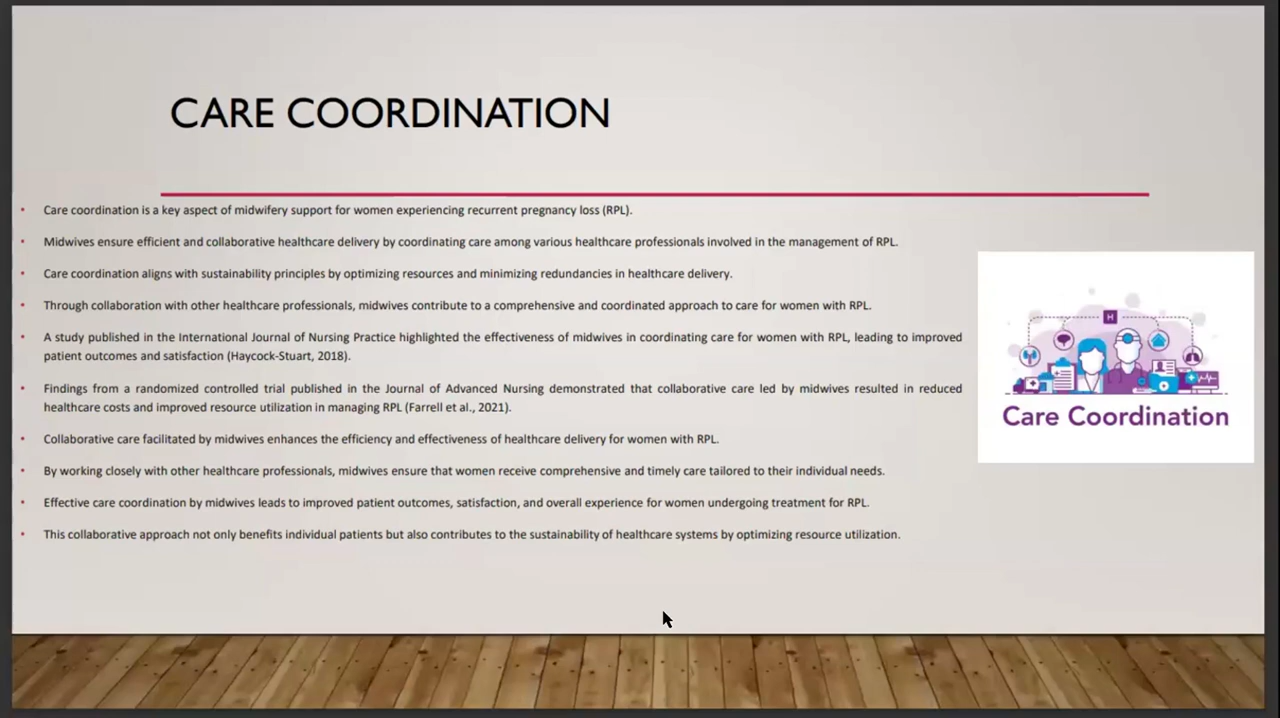 CARE COORDINATION
• Care coordination is a key aspect of midwifery support for women experiencing recurrent pregnancy loss (RPL).
• Midwives ensure efficient and collaborative healthcare delivery by coordinating care among various healthcare professionals involved in the management of RPL.
• Care coordination aligns with sustainability principles by optimizing resources and minimizing redundancies in healthcare delivery.
• Through collaboration with other healthcare professionals, midwives contribute to a comprehensive and coordinated approach to care for women with RPL.
• A study published in the International Journal of Nursing Practice highlighted the effectiveness of midwives in coordinating care for women with RPL, leading to improved
patient outcomes and satisfaction (Haycock-Stuart, 2018).
• Findings from a randomized controlled trial published in the Journal of Advanced Nursing demonstrated that collaborative care led by midwives resulted in reduced
healthcare costs and improved resource utilization in managing RPL (Farrell et al., 2021).
• Collaborative care facilitated by midwives enhances the efficiency and effectiveness of healthcare delivery for women with RPL.
• By working closely with other healthcare professionals, midwives ensure that women receive comprehensive and timely care tailored to their individual needs.
• Effective care coordination by midwives leads to improved patient outcomes, satisfaction, and overall experience for women undergoing treatment for RPL.
• This collaborative approach not only benefits individual patients but also contributes to the sustainability of healthcare systems by optimizing resource utilization.
H
Care Coordination